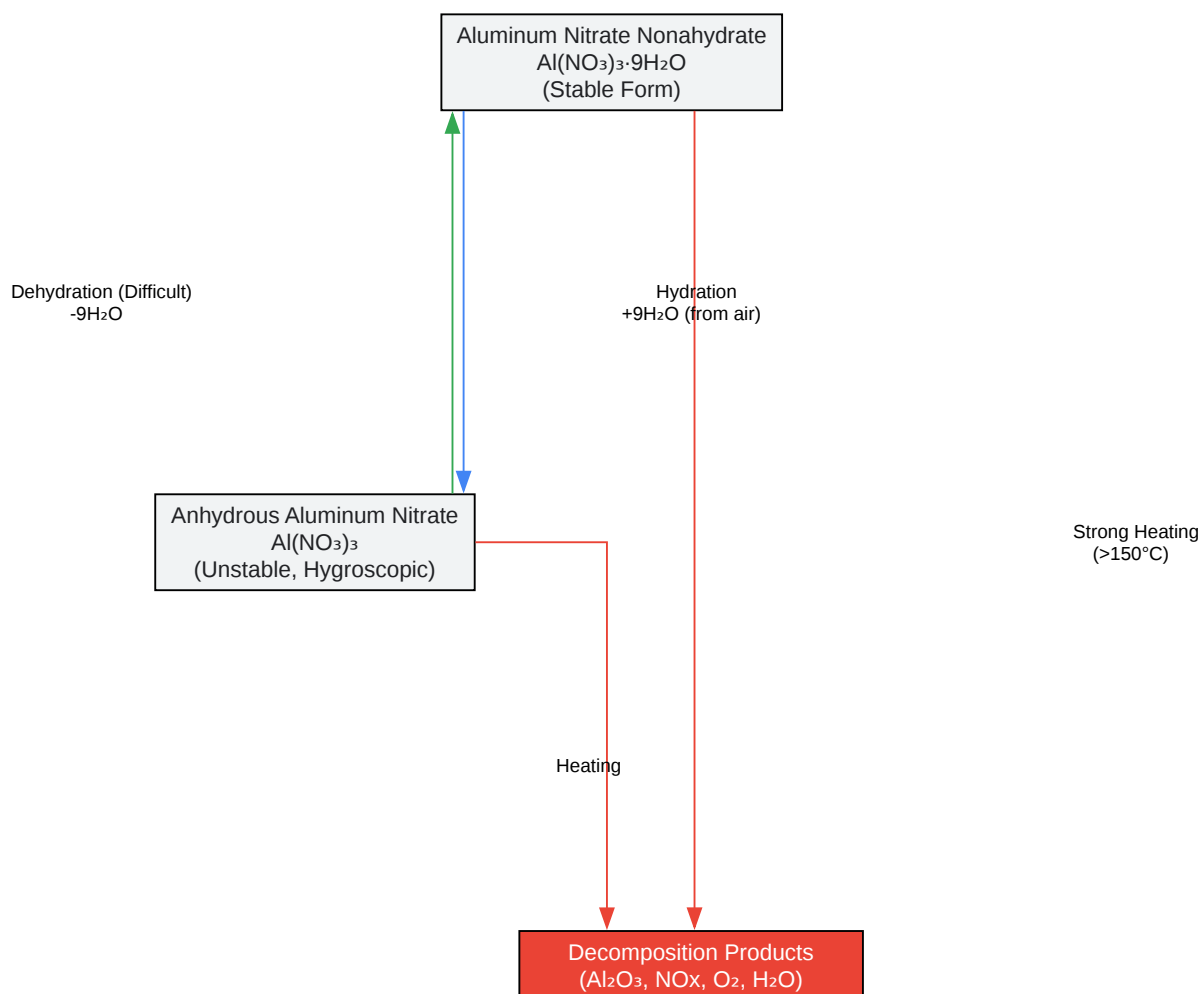 Aluminum Nitrate Nonahydrate
Al(NO₃)₃·9H₂O
(Stable Form)
Dehydration (Difficult)
-9H₂O
Hydration
+9H₂O (from air)
Anhydrous Aluminum Nitrate
Al(NO₃)₃
(Unstable, Hygroscopic)
Strong Heating
(>150°C)
Heating
Decomposition Products
(Al₂O₃, NOx, O₂, H₂O)